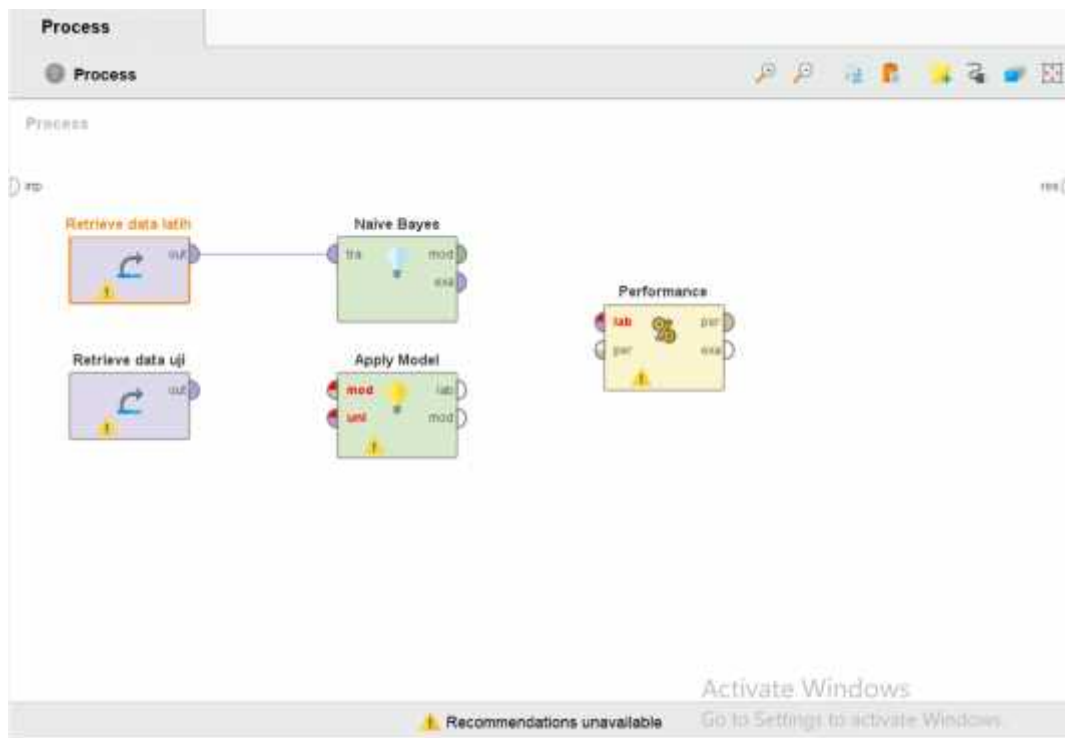 Process
Process
Process
inp
res
Retrieve data latih
out
Naive Bayes
tra
mod
exa
Performance
lab
per
per
exa
Retrieve data uji
out
Apply Model
mod
lab
unl
mod
Activate Windows
Go to Settings to activate Windows.
Recommendations unavailable